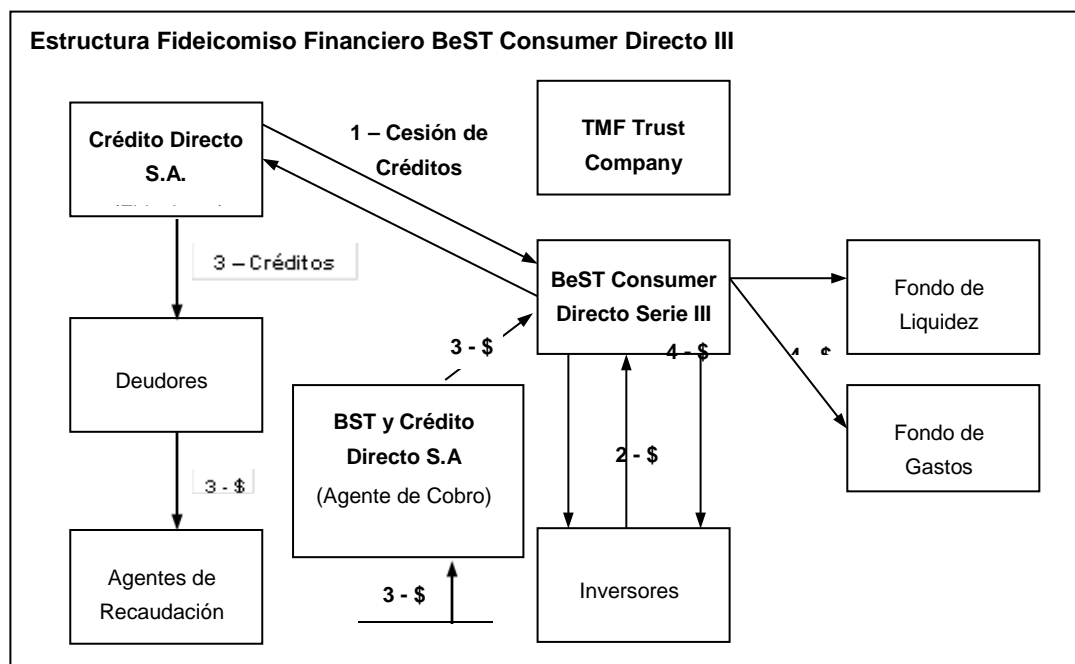 Estructura Fideicomiso Financiero BeST Consumer Directo III
Crédito Directo
S.A.
1 – Cesión de
Créditos
TMF Trust
Company
3 – Créditos
BeST Consumer
Directo Serie III
Fondo de
Liquidez
Deudores
3 - $
4 - $
4 - $
BST y Crédito
Directo S.A
(Agente de Cobro)
2 - $
Fondo de
Gastos
3 - $
Agentes de
Recaudación
3 - $
Inversores